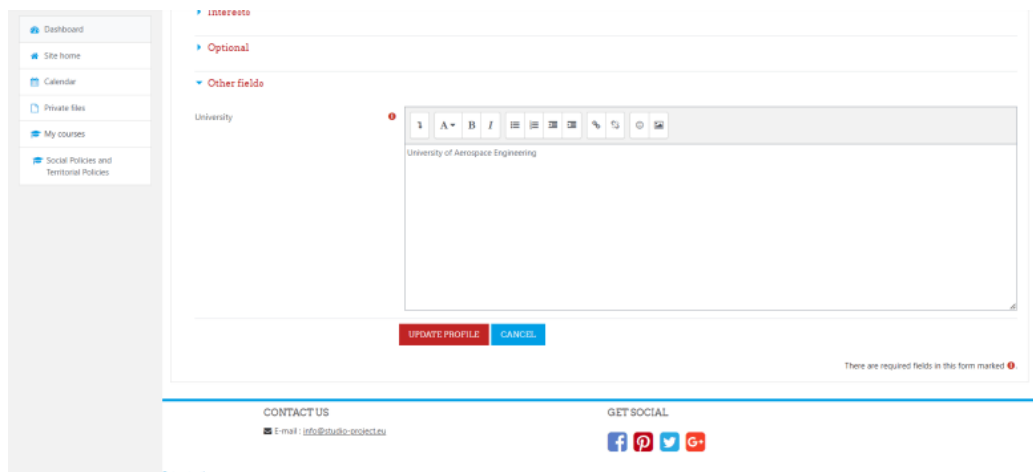 Interests
Dashboard
Optional
Site home
Calendar
Other fields
Private files
University
My courses
Social Policies and
Territorial Policies
University of Aerospace Engineering
UPDATE PROFILE CANCEL
There are required fields in this form marked
CONTACT US GET SOCIAL
E-mail : info@studio-project.eu